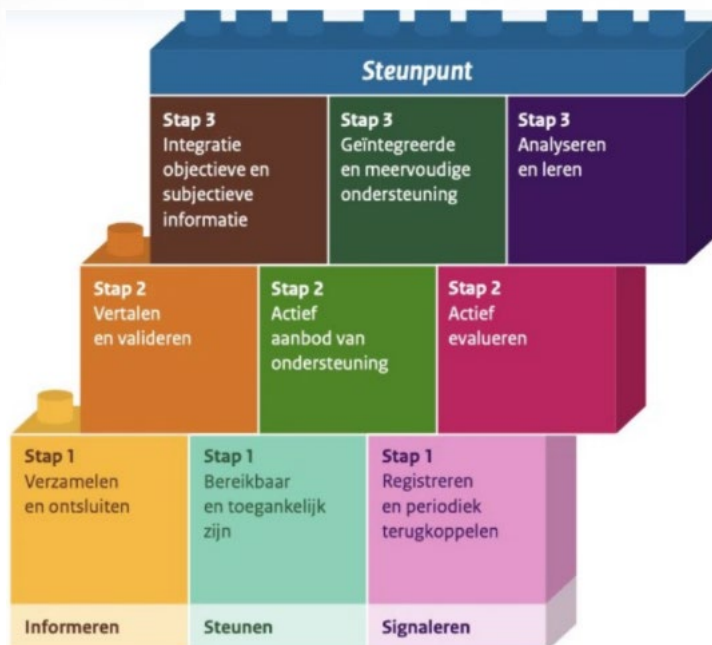 Steunpunt
Stap 3
Integratie
objectieve en
subjectieve
informatie
Stap 3
Geïntegreerde
en meervoudige
ondersteuning
Stap 3
Analyseren
en leren
Stap 2
Vertalen
en valideren
Stap 2
Actief
aanbod van
ondersteuning
Stap 2
Actief
evalueren
Stap 1
Verzamelen
en ontsluiten
Stap 1
Bereikbaar
en toegankelijk
zijn
Stap 1
Registreren
en periodiek
terugkoppelen
Informeren
Steunen
Signaleren